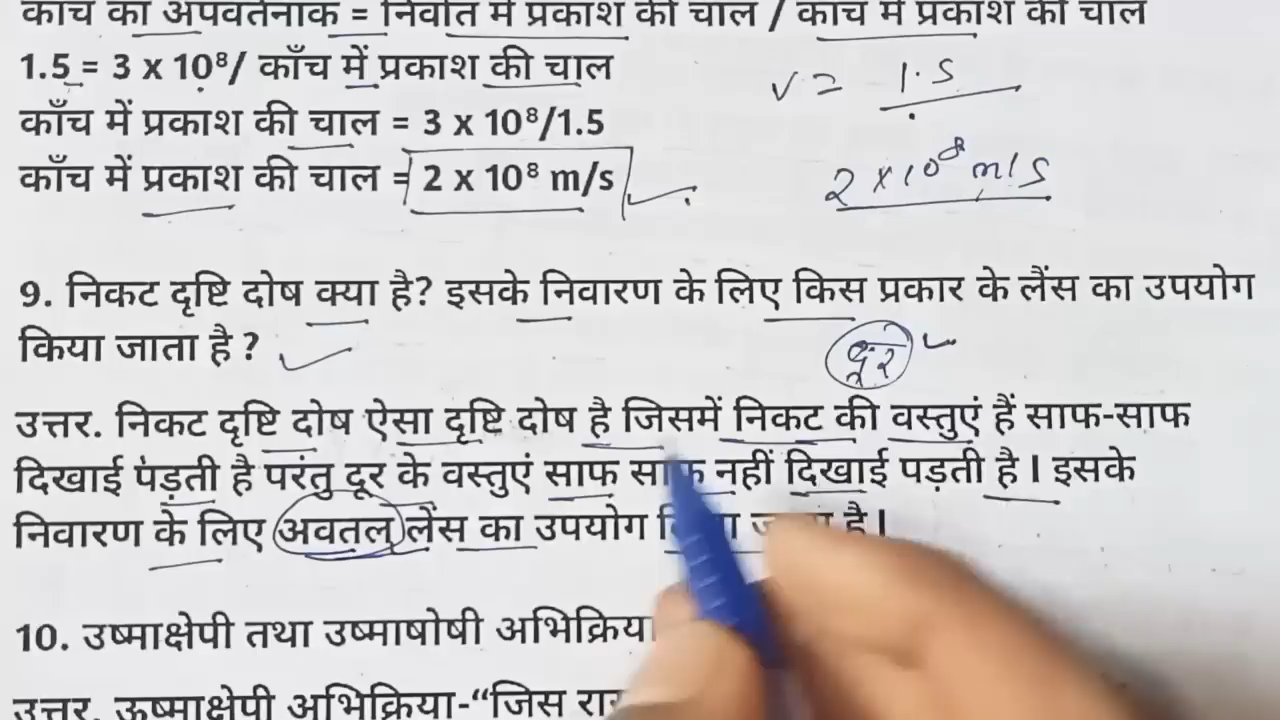 काँच का अपवर्तनांक = निर्वात में प्रकाश की चाल / काँच में प्रकाश की चाल
1.5 = 3 x 10⁸/ काँच में प्रकाश की चाल
v = 1.5
काँच में प्रकाश की चाल = 3 x 10⁸/1.5
काँच में प्रकाश की चाल = 2 x 10⁸ m/s
2 x 10⁸ m/s
9. निकट दृष्टि दोष क्या है? इसके निवारण के लिए किस प्रकार के लैंस का उपयोग
किया जाता है ?
दूर
उत्तर. निकट दृष्टि दोष ऐसा दृष्टि दोष है जिसमें निकट की वस्तुएं हैं साफ-साफ
दिखाई पड़ती है परंतु दूर के वस्तुएं साफ साफ नहीं दिखाई पड़ती है I इसके
निवारण के लिए अवतल लेंस का उपयोग है I
10. उष्माक्षेपी तथा उष्माषोषी
उत्तर. ऊष्माक्षेपी अभिक्रिया-“जिस